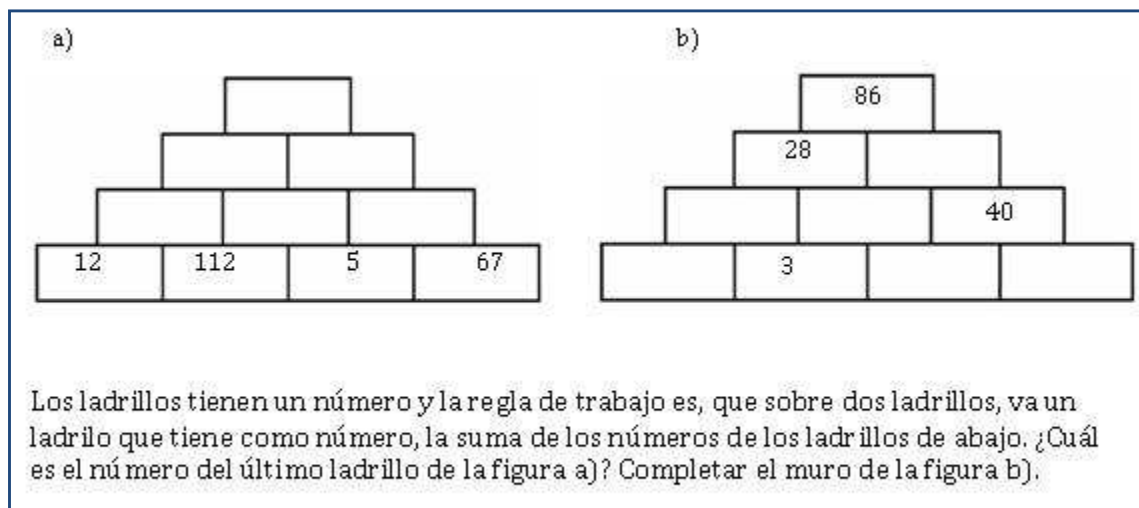 a)
b)
86
28
40
12 112 5 67
3
Los ladrillos tienen un número y la regla de trabajo es, que sobre dos ladrillos, va un
ladrilo que tiene como número, la suma de los números de los ladrillos de abajo. ¿Cuál
es el número del último ladrillo de la figura a)? Completar el muro de la figura b).